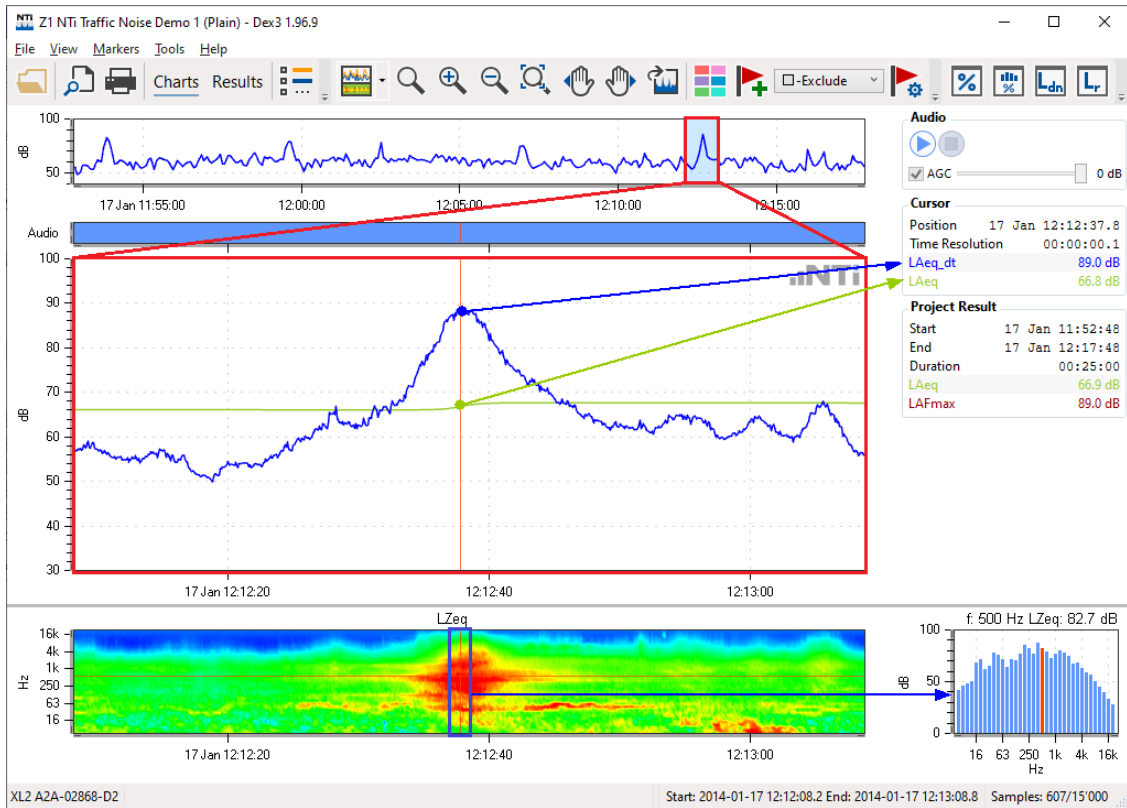 NTi Z1 NTi Traffic Noise Demo 1 (Plain) - Dex3 1.96.9
File View Markers Tools Help
Charts Results □-Exclude % % Ldn Lr
100
dB
50
17 Jan 11:55:00 12:00:00 12:05:00 12:10:00 12:15:00
Audio
100
90
80
70
dB
60
50
40
30
NTi
17 Jan 12:12:20 12:12:40 12:13:00
Audio
AGC 0 dB
Cursor
Position 17 Jan 12:12:37.8
Time Resolution 00:00:00.1
LAeq_dt 89.0 dB
LAeq 66.8 dB
Project Result
Start 17 Jan 11:52:48
End 17 Jan 12:17:48
Duration 00:25:00
LAeq 66.9 dB
LAFmax 89.0 dB
LZeq
16k
4k
1k
Hz
250
63
16
17 Jan 12:12:20 12:12:40 12:13:00
f: 500 Hz LZeq: 82.7 dB
100
dB
50
0
16 63 250 1k 4k 16k
Hz
XL2 A2A-02868-D2 Start: 2014-01-17 12:12:08.2 End: 2014-01-17 12:13:08.8 Samples: 607/15'000